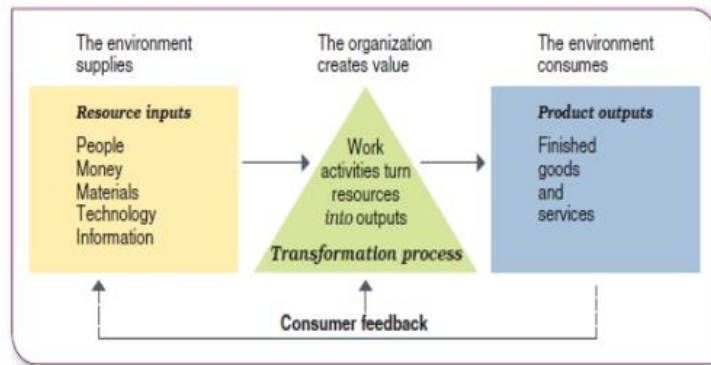 The environment
supplies
The organization
creates value
The environment
consumes
Resource inputs
People
Money
Materials
Technology
Information
Work
activities turn
resources
into outputs
Transformation process
Product outputs
Finished
goods
and
services
Consumer feedback